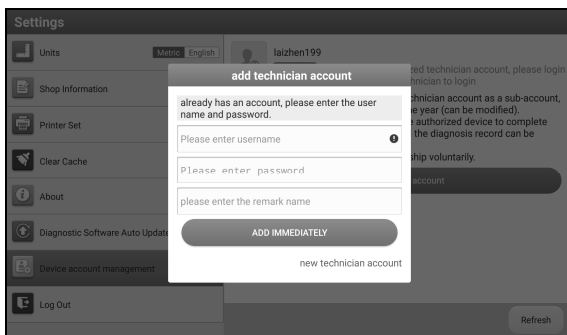 Settings
Units
Metric English
Shop Information
Printer Set
Clear Cache
About
Diagnostic Software Auto Update
Device account management
Log Out
laizhen199
zed technician account, please login
hnician to login
chnician account as a sub-account,
e year (can be modified).
e authorized device to complete
the diagnosis record can be
ship voluntarily.
account
Refresh
add technician account
already has an account, please enter the user
name and password.
Please enter username
Please enter password
please enter the remark name
ADD IMMEDIATELY
new technician account